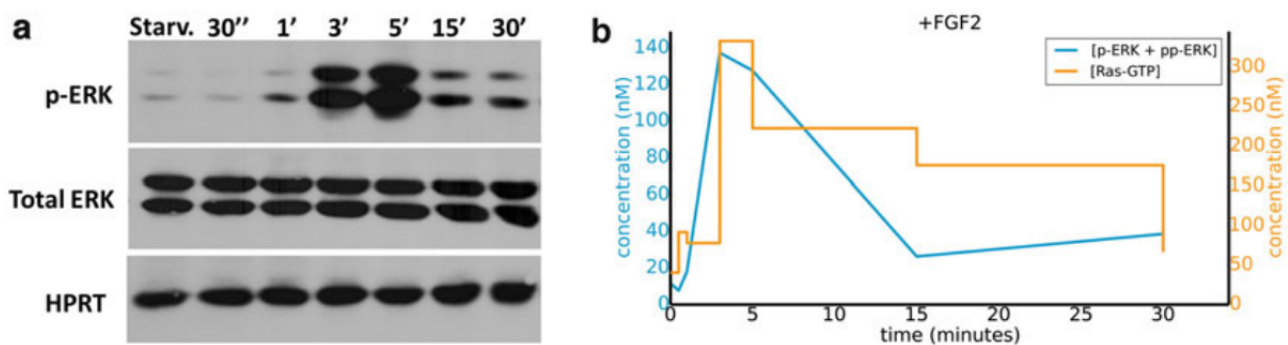 a
Starv. 30'' 1' 3' 5' 15' 30'
p-ERK
Total ERK
HPRT
b
+FGF2
[p-ERK + pp-ERK]
[Ras-GTP]
concentration (nM)
140
120
100
80
60
40
20
0
0 5 10 15 20 25 30
time (minutes)
300
250
200
150
100
50
0
concentration (nM)